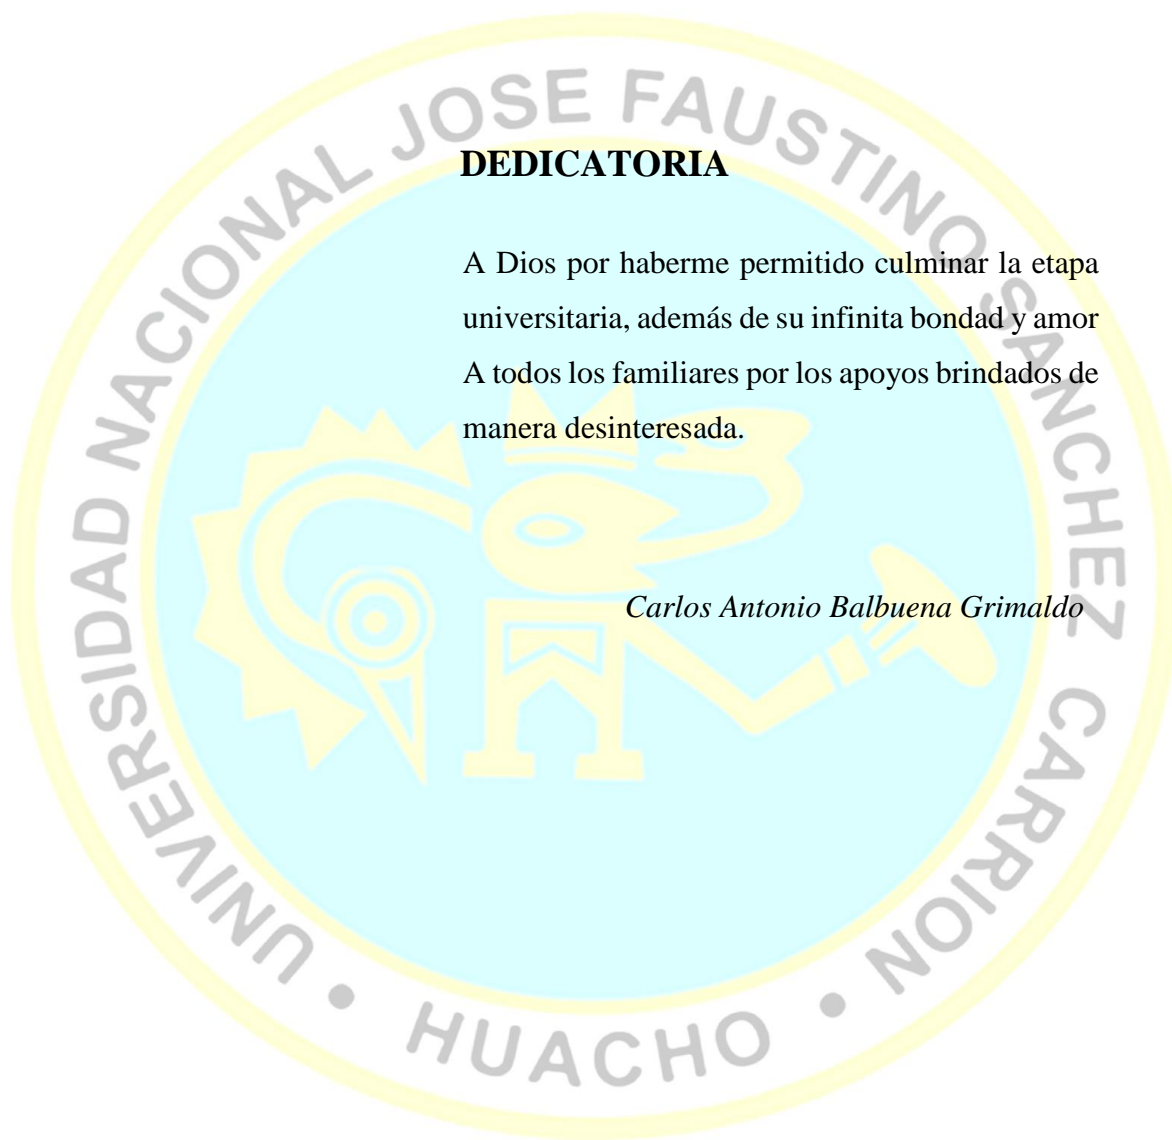 UNIVERSIDAD NACIONAL JOSE FAUSTINO SANCHEZ CARRION
DEDICATORIA
A Dios por haberme permitido culminar la etapa
universitaria, además de su infinita bondad y amor
A todos los familiares por los apoyos brindados de
manera desinteresada.
Carlos Antonio Balbuena Grimaldo
• HUACHO •